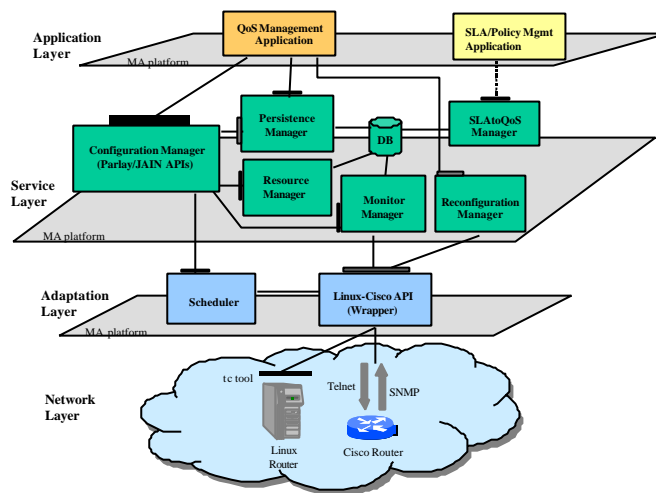 Application
Layer
MA platform
QoS Management
Application
SLA/Policy Mgmt
Application
Service
Layer
MA platform
Configuration Manager
(Parlay/JAIN APIs)
Persistence
Manager
DB
SLAtoQoS
Manager
Resource
Manager
Monitor
Manager
Reconfiguration
Manager
Adaptation
Layer
MA platform
Scheduler
Linux-Cisco API
(Wrapper)
Network
Layer
tc tool
Telnet
SNMP
Linux
Router
Cisco Router